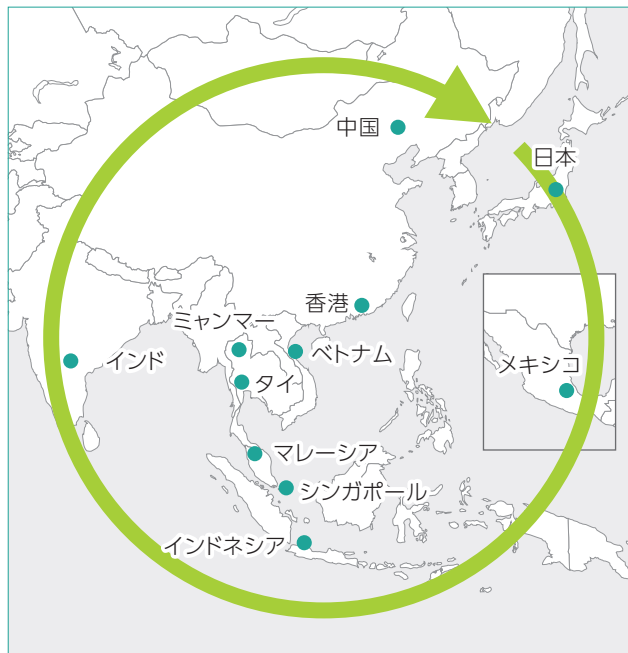 中国
日本
香港
ミャンマー
ベトナム
インド
タイ
メキシコ
マレーシア
シンガポール
インドネシア